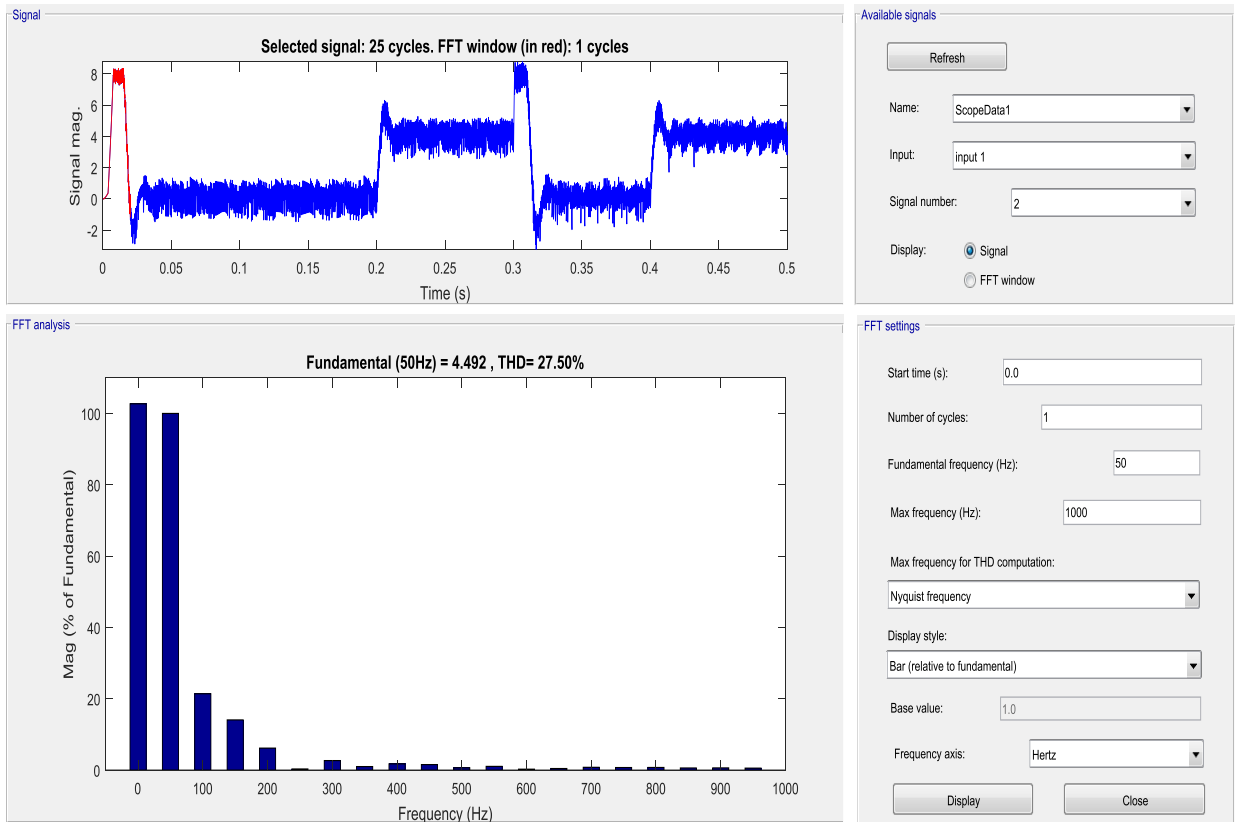 Signal
Selected signal: 25 cycles. FFT window (in red): 1 cycles
Signal mag.
8
6
4
2
0
-2
0 0.05 0.1 0.15 0.2 0.25 0.3 0.35 0.4 0.45 0.5
Time (s)
Available signals
Refresh
Name: ScopeData1
Input: input 1
Signal number: 2
Display: Signal
FFT window
FFT analysis
Fundamental (50Hz) = 4.492 , THD= 27.50%
Mag (% of Fundamental)
100
80
60
40
20
0
0 100 200 300 400 500 600 700 800 900 1000
Frequency (Hz)
FFT settings
Start time (s): 0.0
Number of cycles: 1
Fundamental frequency (Hz): 50
Max frequency (Hz): 1000
Max frequency for THD computation:
Nyquist frequency
Display style:
Bar (relative to fundamental)
Base value: 1.0
Frequency axis: Hertz
Display Close